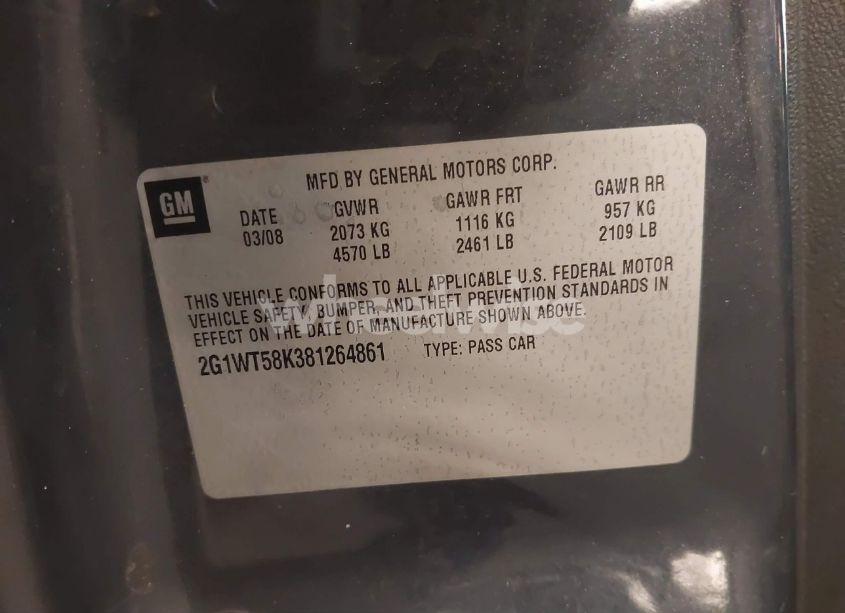 GM
MFD BY GENERAL MOTORS CORP.
DATE GVWR GAWR FRT GAWR RR
03/08 2073 KG 1116 KG 957 KG
4570 LB 2461 LB 2109 LB
THIS VEHICLE CONFORMS TO ALL APPLICABLE U.S. FEDERAL MOTOR
VEHICLE SAFETY, BUMPER, AND THEFT PREVENTION STANDARDS IN
EFFECT ON THE DATE OF MANUFACTURE SHOWN ABOVE.
2G1WT58K381264861 TYPE: PASS CAR
wheelwise